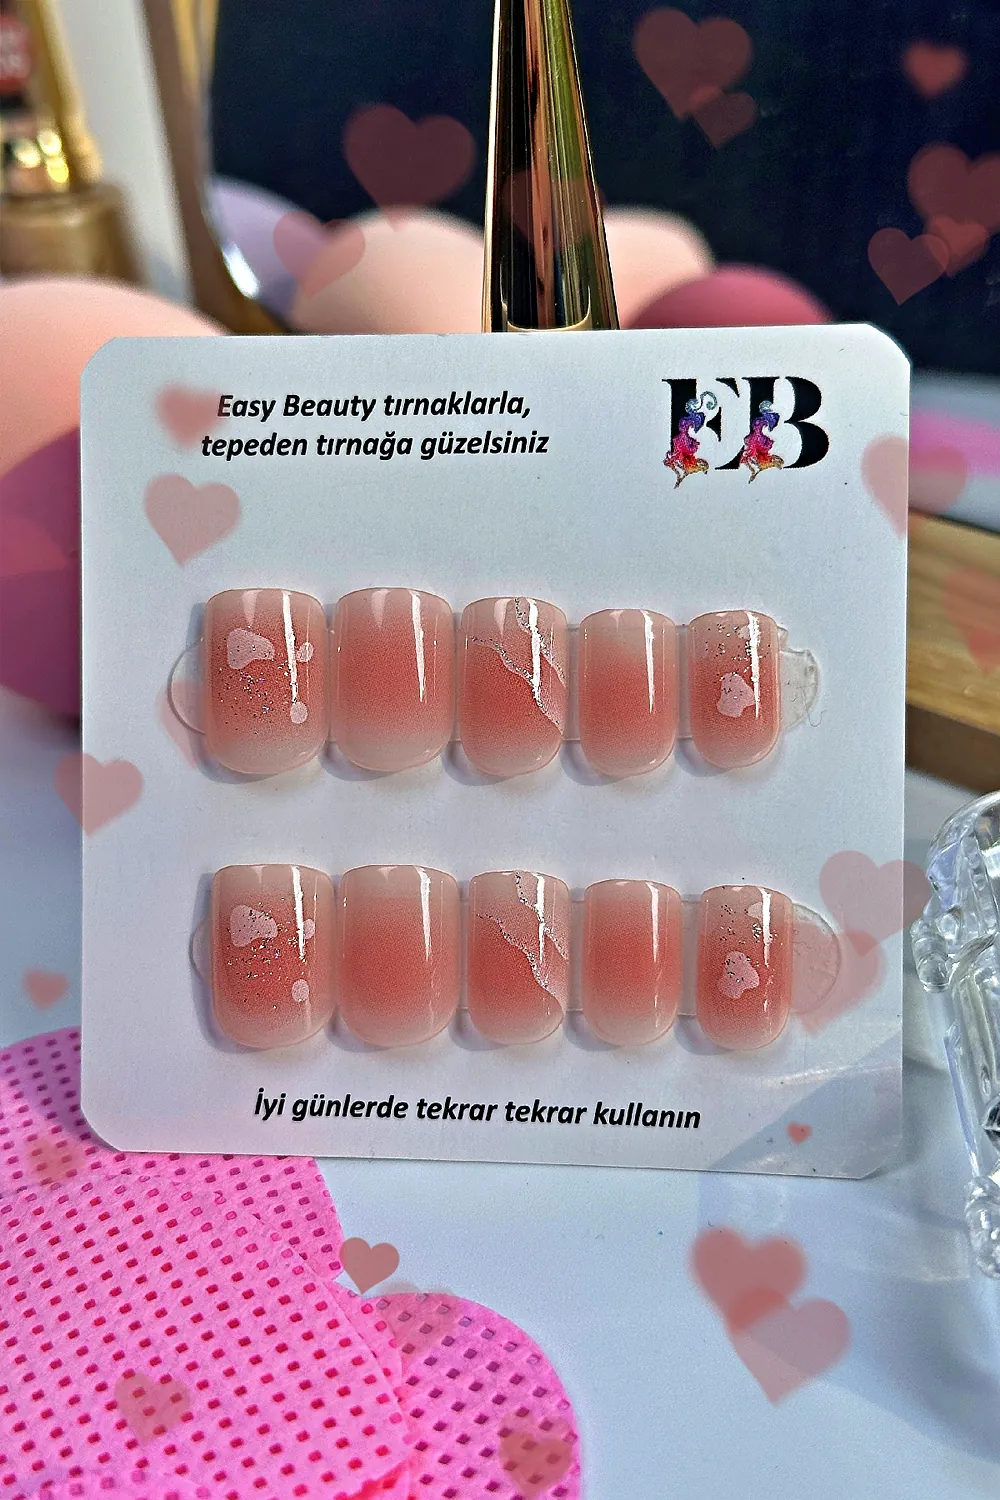 Easy Beauty tırnaklarla,
tepeden tırnağa güzelsiniz
EB
İyi günlerde tekrar tekrar kullanın